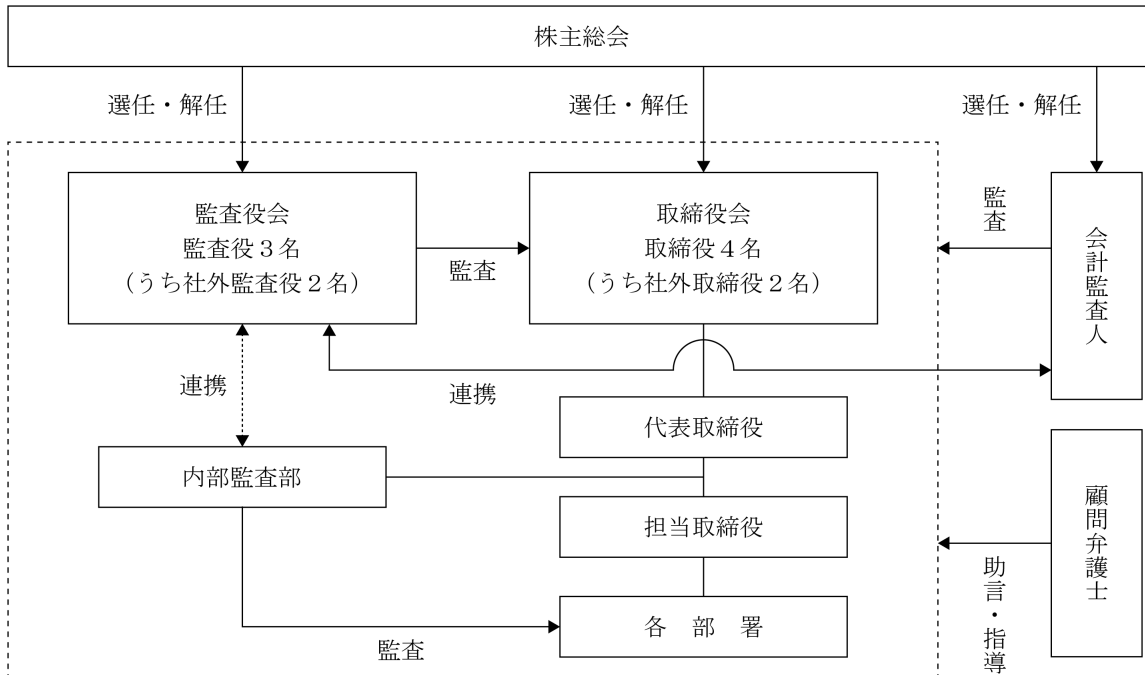 株主総会
選任・解任
選任・解任
選任・解任
監査役会
監査役３名
（うち社外監査役２名）
監査
取締役会
取締役４名
（うち社外取締役２名）
監査
会計監査人
連携
連携
代表取締役
内部監査部
担当取締役
顧問弁護士
助言・指導
各　部　署
監査